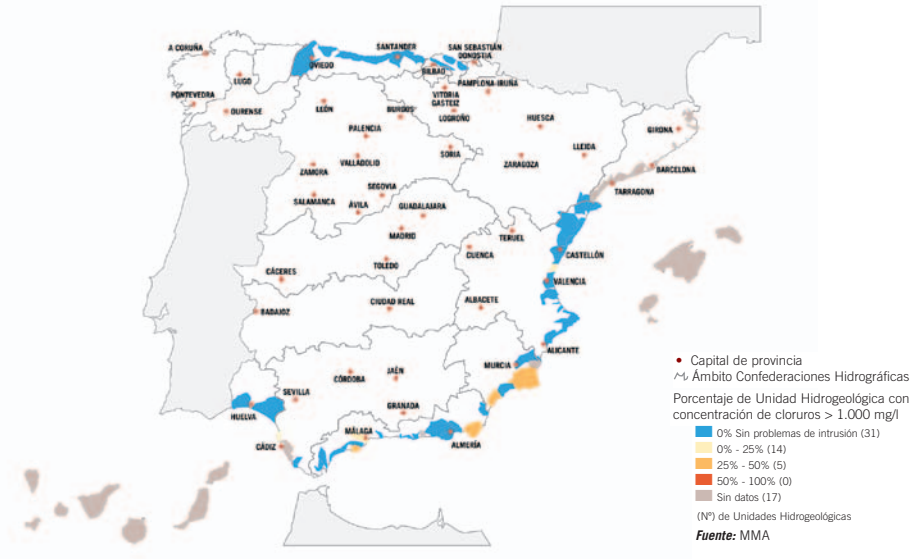 A CORUÑA
LUGO
PONTEVEDRA
OURENSE
OVIEDO
SANTANDER
BILBAO
SAN SEBASTIÁN
DONOSTIA
VITORIA
GASTEIZ
PAMPLONA-IRUÑA
LOGROÑO
LEÓN
BURGOS
PALENCIA
HUESCA
GIRONA
LLEIDA
BARCELONA
TARRAGONA
ZARAGOZA
SORIA
VALLADOLID
ZAMORA
SEGOVIA
SALAMANCA
ÁVILA
GUADALAJARA
MADRID
TERUEL
CUENCA
CASTELLÓN
TOLEDO
CÁCERES
VALENCIA
BADAJOZ
CIUDAD REAL
ALBACETE
ALICANTE
MURCIA
CÓRDOBA
JAÉN
SEVILLA
HUELVA
GRANADA
MÁLAGA
ALMERÍA
CÁDIZ
Capital de provincia
Ámbito Confederaciones Hidrográficas
Porcentaje de Unidad Hidrogeológica con
concentración de cloruros > 1.000 mg/l
0% Sin problemas de intrusión (31)
0% - 25% (14)
25% - 50% (5)
50% - 100% (0)
Sin datos (17)
(Nº) de Unidades Hidrogeológicas
Fuente: MMA